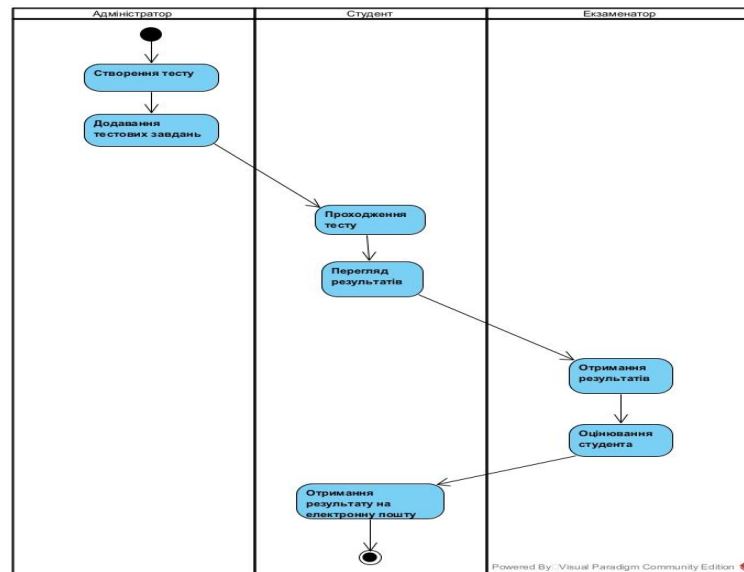 Адміністратор
Студент
Екзаменатор
Створення тесту
Додавання
тестових завдань
Проходження
тесту
Перегляд
результатів
Отримання
результатів
Оцінювання
студента
Отримання
результату на
електронну пошту
Powered By Visual Paradigm Community Edition